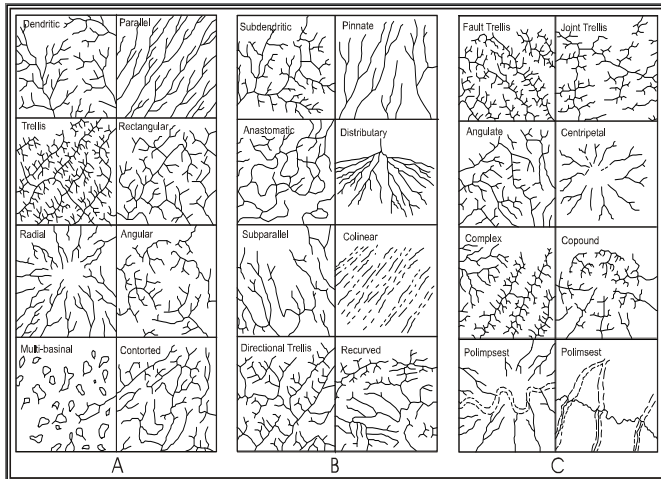 Dendritic Parallel
Trellis Rectangular
Radial Angular
Multi-basinal Contorted
A
Subdendritic Pinnate
Anastomatic Distributary
Subparallel Colinear
Directional Trellis Recurved
B
Fault Trellis Joint Trellis
Angulate Centripetal
Complex Copound
Polimpsest Polimsest
C